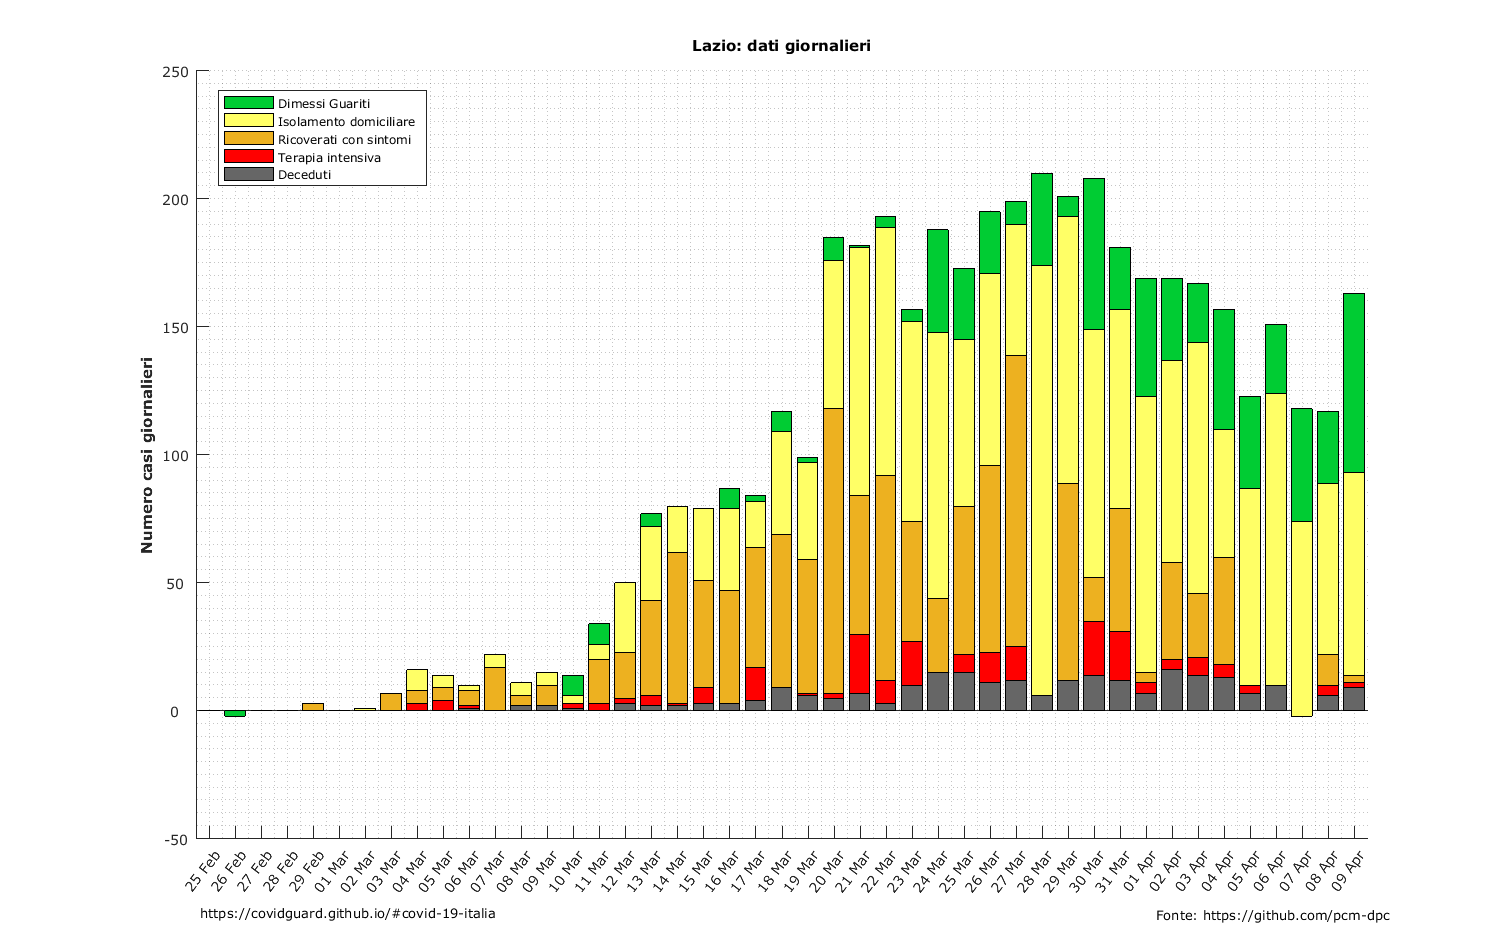 Lazio: dati giornalieri
250
200
150
100
50
0
-50
Numero casi giornalieri
Dimessi Guariti
Isolamento domiciliare
Ricoverati con sintomi
Terapia intensiva
Deceduti
25 Feb
26 Feb
27 Feb
28 Feb
29 Feb
01 Mar
02 Mar
03 Mar
04 Mar
05 Mar
06 Mar
07 Mar
08 Mar
09 Mar
10 Mar
11 Mar
12 Mar
13 Mar
14 Mar
15 Mar
16 Mar
17 Mar
18 Mar
19 Mar
20 Mar
21 Mar
22 Mar
23 Mar
24 Mar
25 Mar
26 Mar
27 Mar
28 Mar
29 Mar
30 Mar
31 Mar
01 Apr
02 Apr
03 Apr
04 Apr
05 Apr
06 Apr
07 Apr
08 Apr
09 Apr
https://covidguard.github.io/#covid-19-italia
Fonte: https://github.com/pcm-dpc